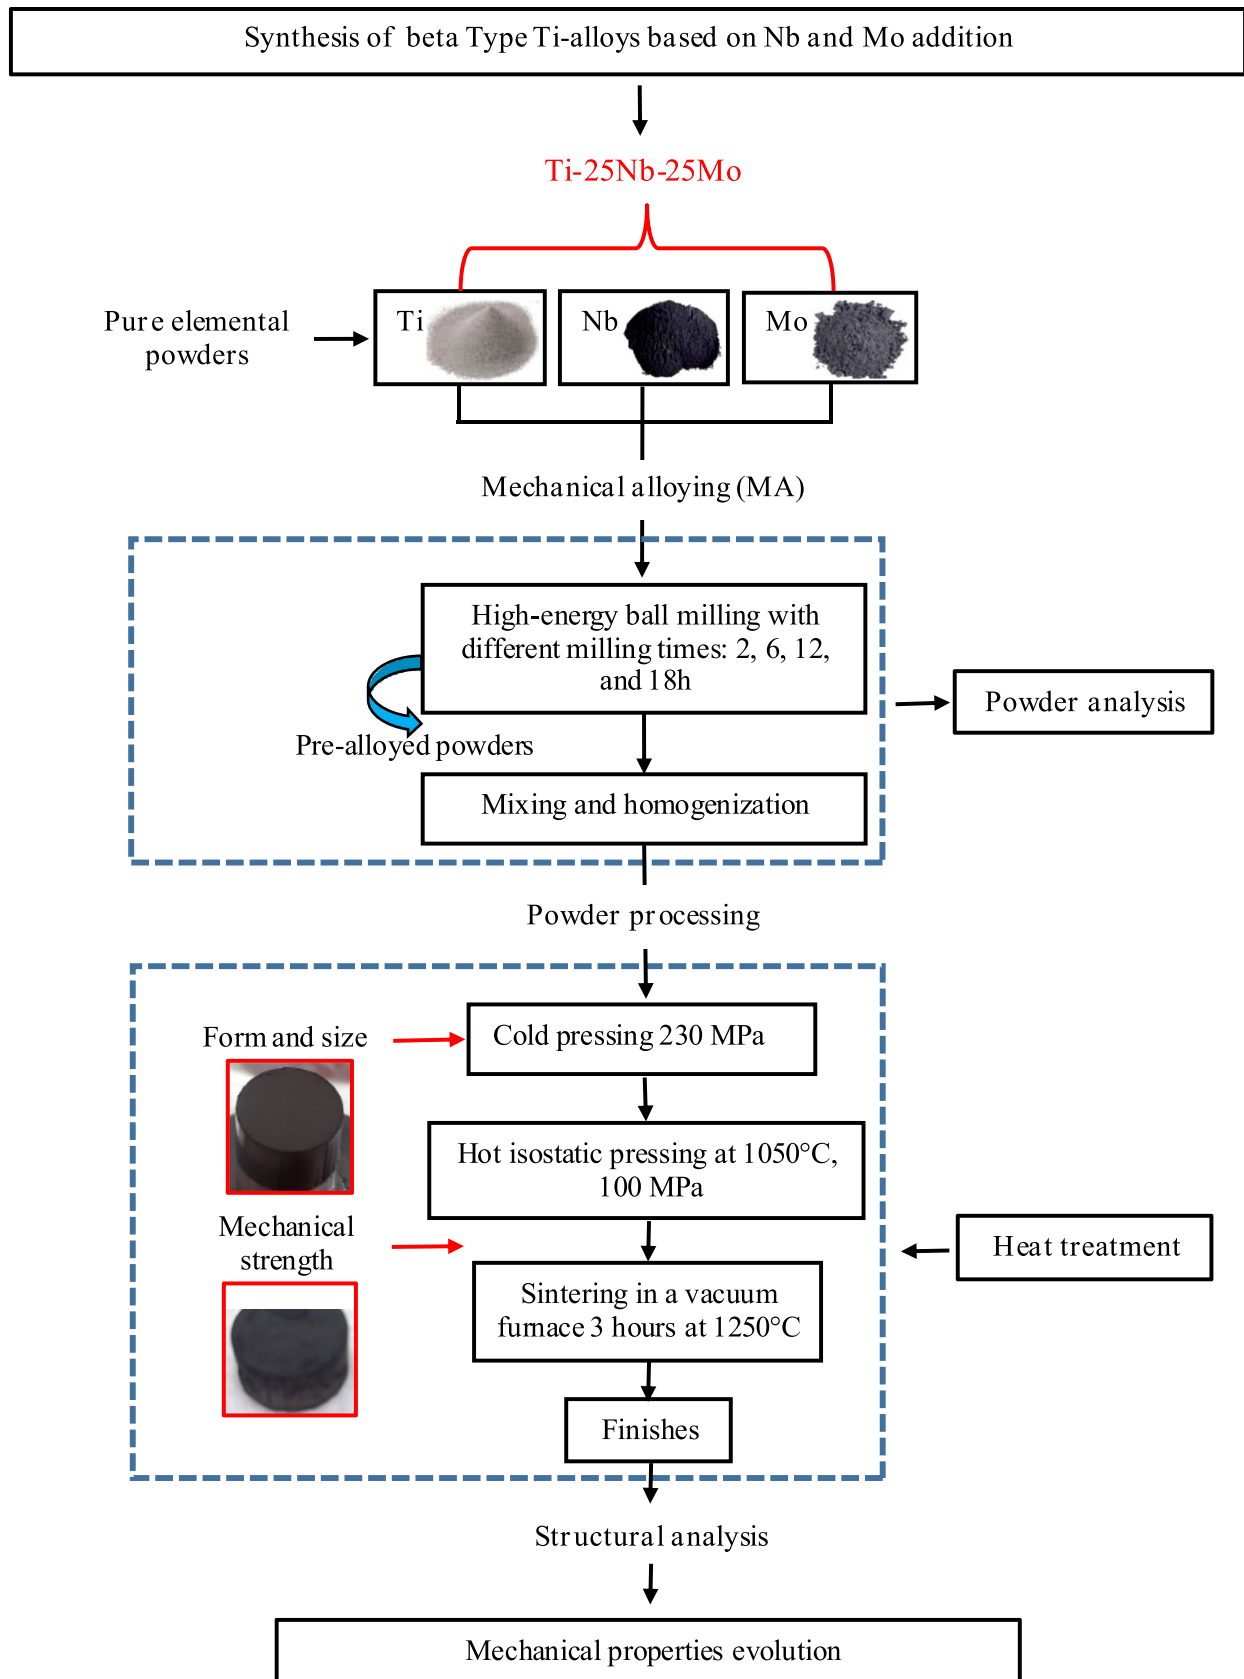 Synthesis of beta Type Ti-alloys based on Nb and Mo addition
Ti-25Nb-25Mo
Pure elemental
powders
Ti
Nb
Mo
Mechanical alloying (MA)
High-energy ball milling with
different milling times: 2, 6, 12,
and 18h
Pre-alloyed powders
Powder analysis
Mixing and homogenization
Powder processing
Form and size
Cold pressing 230 MPa
Hot isostatic pressing at 1050°C,
100 MPa
Mechanical
strength
Heat treatment
Sintering in a vacuum
furnace 3 hours at 1250°C
Finishes
Structural analysis
Mechanical properties evolution